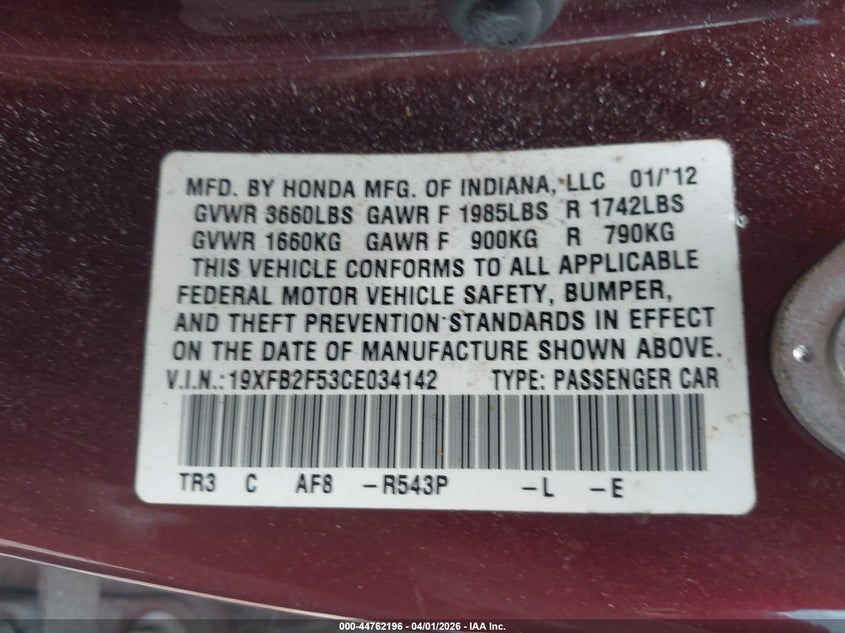 MFD. BY HONDA MFG. OF INDIANA, LLC 01/'12
GVWR 3660LBS GAWR F 1985LBS R 1742LBS
GVWR 1660KG GAWR F 900KG R 790KG
THIS VEHICLE CONFORMS TO ALL APPLICABLE
FEDERAL MOTOR VEHICLE SAFETY, BUMPER,
AND THEFT PREVENTION STANDARDS IN EFFECT
ON THE DATE OF MANUFACTURE SHOWN ABOVE.
V.I.N.: 19XFB2F53CE034142 TYPE: PASSENGER CAR
TR3 C AF8 –R543P –L –E
000-44762196 - 04/01/2026 - IAA Inc.